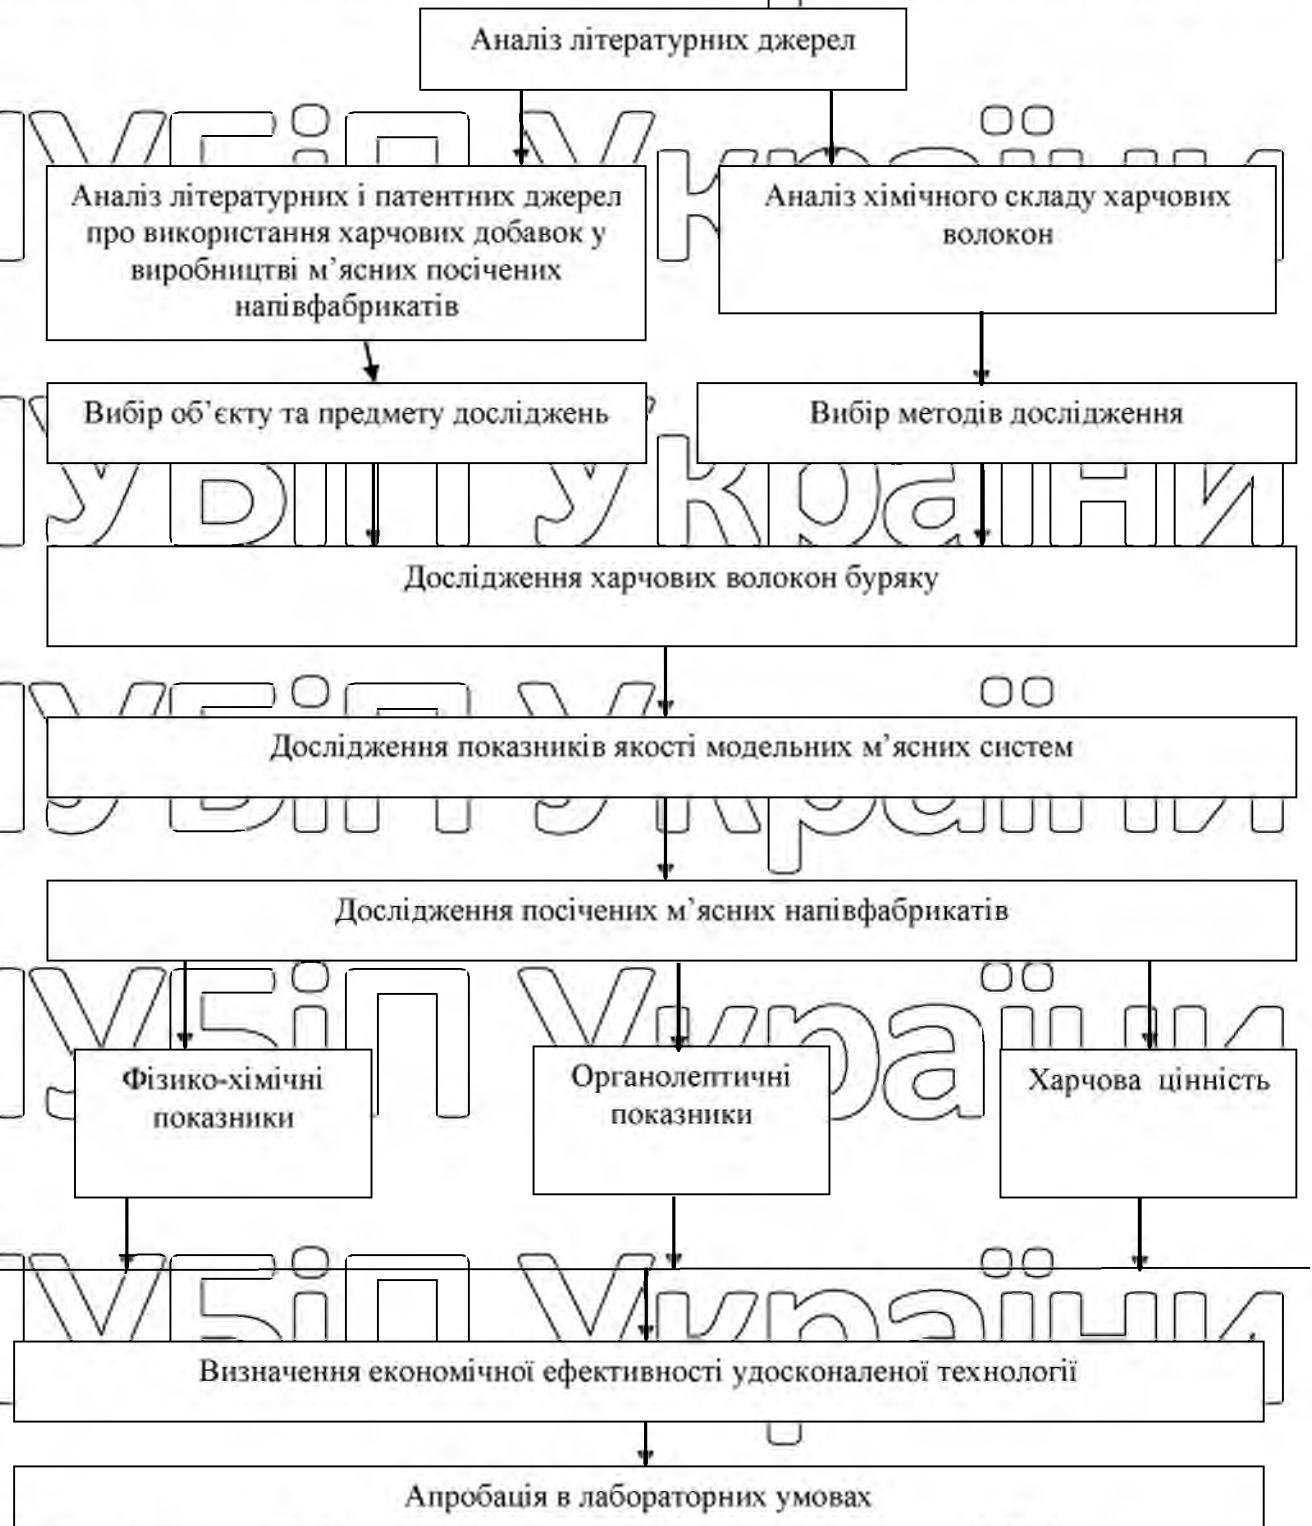 Аналіз літературних джерел
Аналіз літературних і патентних джерел
про використання харчових добавок у
виробництві м’ясних посічених
напівфабрикатів
Аналіз хімічного складу харчових
волокон
Вибір об’єкту та предмету досліджень
Вибір методів дослідження
Дослідження харчових волокон буряку
Дослідження показників якості модельних м’ясних систем
Дослідження посічених м’ясних напівфабрикатів
Фізико-хімічні
показники
Органолептичні
показники
Харчова цінність
Визначення економічної ефективності удосконаленої технології
Апробація в лабораторних умовах